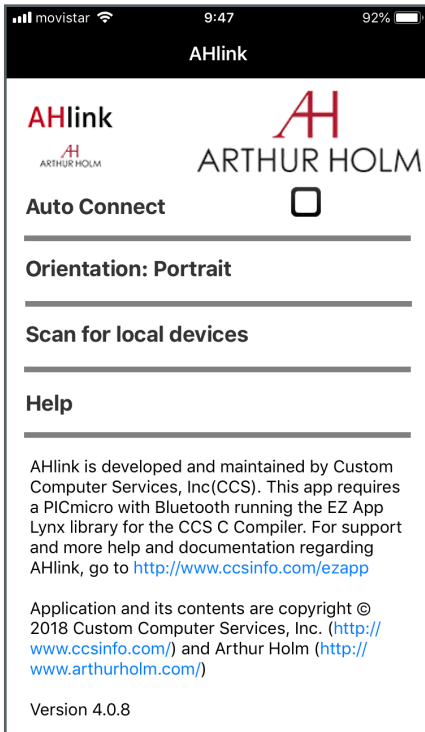 movistar 9:47 92%
AHlink
AHlink
AH
ARTHUR HOLM
AH
ARTHUR HOLM
Auto Connect
Orientation: Portrait
Scan for local devices
Help
AHlink is developed and maintained by Custom
Computer Services, Inc(CCS). This app requires
a PICmicro with Bluetooth running the EZ App
Lynx library for the CCS C Compiler. For support
and more help and documentation regarding
AHlink, go to http://www.ccsinfo.com/ezapp
Application and its contents are copyright ©
2018 Custom Computer Services, Inc. (http://
www.ccsinfo.com/) and Arthur Holm (http://
www.arthurholm.com/)
Version 4.0.8